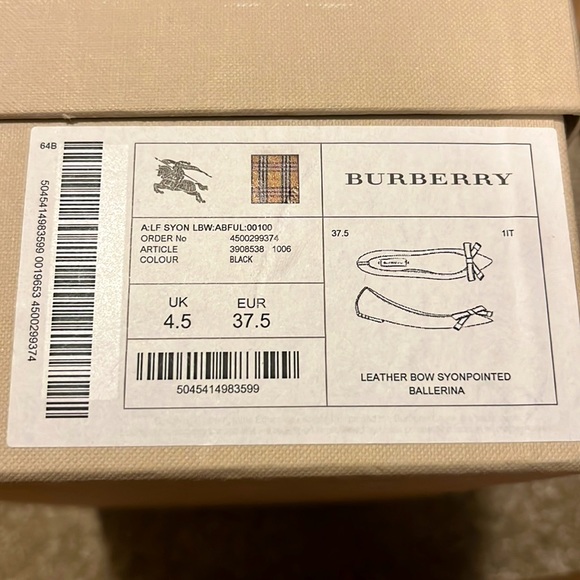 64B
5045414983599 0019653 4500299374
BURBERRY
A:LF SYON LBW:ABFUL:00100
ORDER No 4500299374
ARTICLE 3908538 1006
COLOUR BLACK
UK EUR
4.5 37.5
5045414983599
37.5 1IT
LEATHER BOW SYONPOINTED
BALLERINA